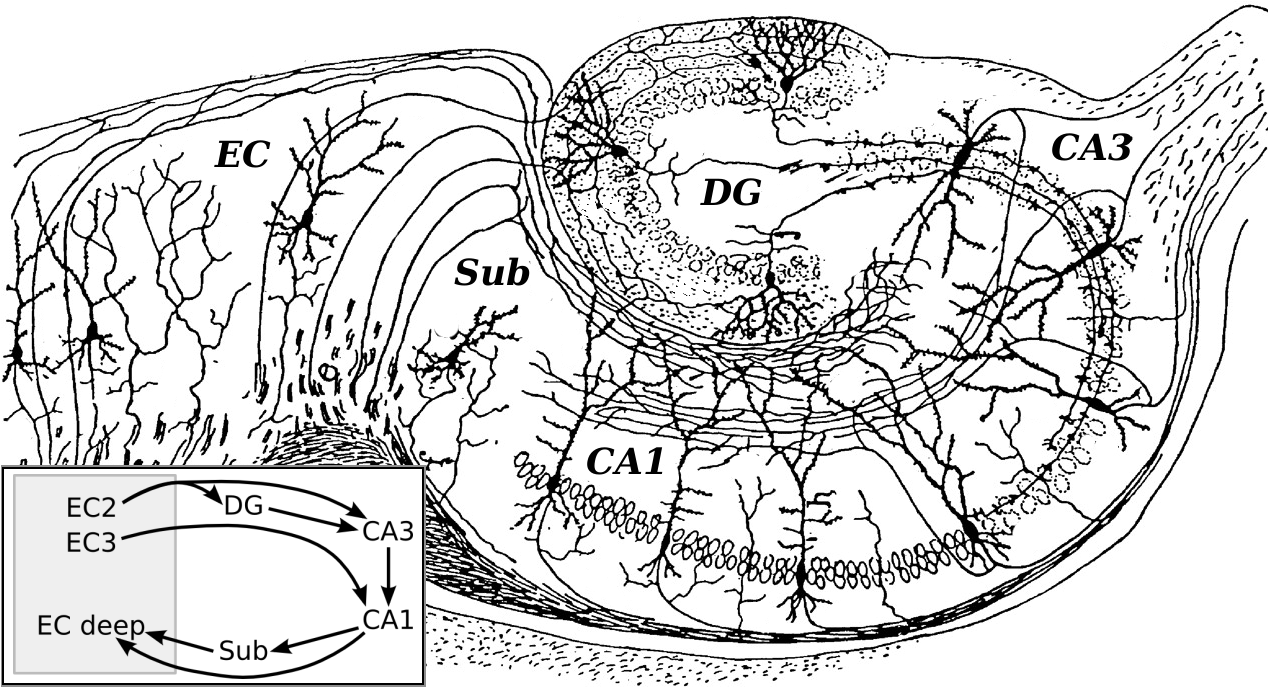 EC
CA3
DG
Sub
CA1
EC2
DG
EC3
CA3
CA1
EC deep
Sub